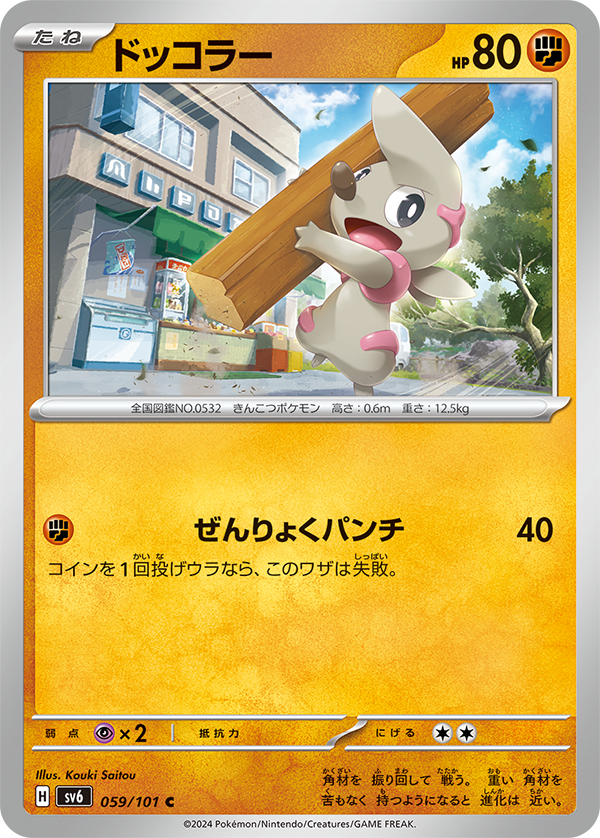 たね
ドッコラー
HP80
全国図鑑NO.0532 きんこつポケモン 高さ：0.6m 重さ：12.5kg
ぜんりょくパンチ 40
コインを1回投げウラなら、このワザは失敗。
弱点 ×2 抵抗力 にげる
Illus. Kouki Saitou
H sv6 059/101 C
角材を 振り回して 戦う。 重い 角材を
苦もなく 持つようになると 進化は 近い。
©2024 Pokémon/Nintendo/Creatures/GAME FREAK.